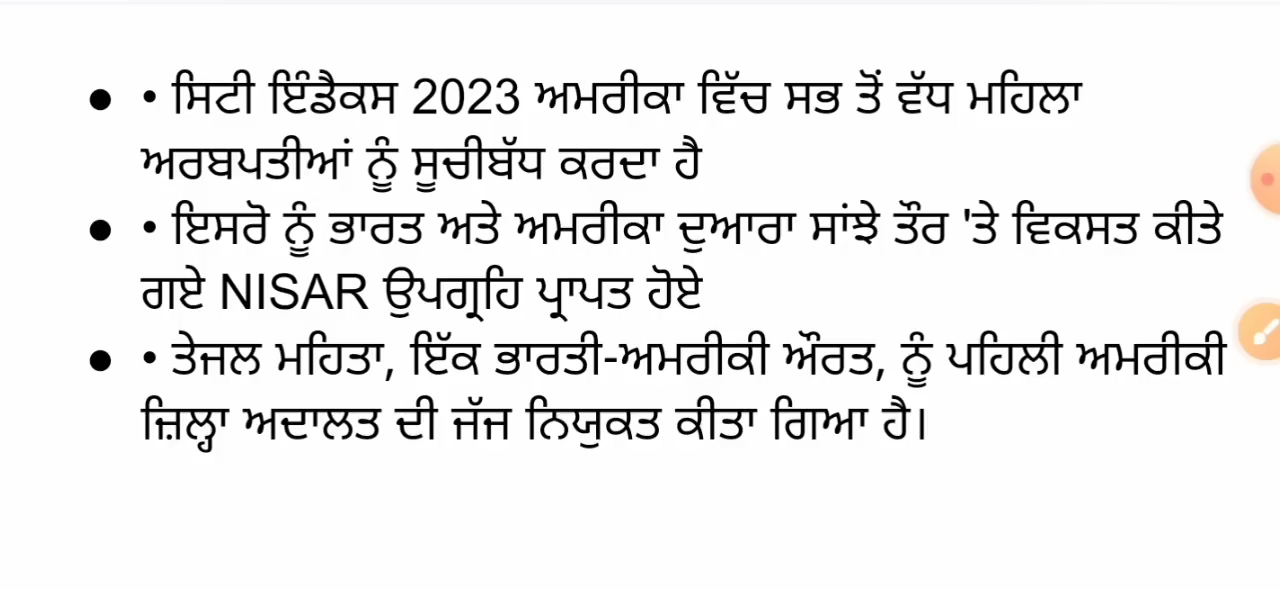 ● • ਸਿਟੀ ਇੰਡੈਕਸ 2023 ਅਮਰੀਕਾ ਵਿੱਚ ਸਭ ਤੋਂ ਵੱਧ ਮਹਿਲਾ
ਅਰਬਪਤੀਆਂ ਨੂੰ ਸੂਚੀਬੱਧ ਕਰਦਾ ਹੈ
● • ਇਸਰੋ ਨੂੰ ਭਾਰਤ ਅਤੇ ਅਮਰੀਕਾ ਦੁਆਰਾ ਸਾਂਝੇ ਤੌਰ 'ਤੇ ਵਿਕਸਤ ਕੀਤੇ
ਗਏ NISAR ਉਪਗ੍ਰਹਿ ਪ੍ਰਾਪਤ ਹੋਏ
● • ਤੇਜਲ ਮਹਿਤਾ, ਇੱਕ ਭਾਰਤੀ-ਅਮਰੀਕੀ ਔਰਤ, ਨੂੰ ਪਹਿਲੀ ਅਮਰੀਕੀ
ਜ਼ਿਲ੍ਹਾ ਅਦਾਲਤ ਦੀ ਜੱਜ ਨਿਯੁਕਤ ਕੀਤਾ ਗਿਆ ਹੈ।